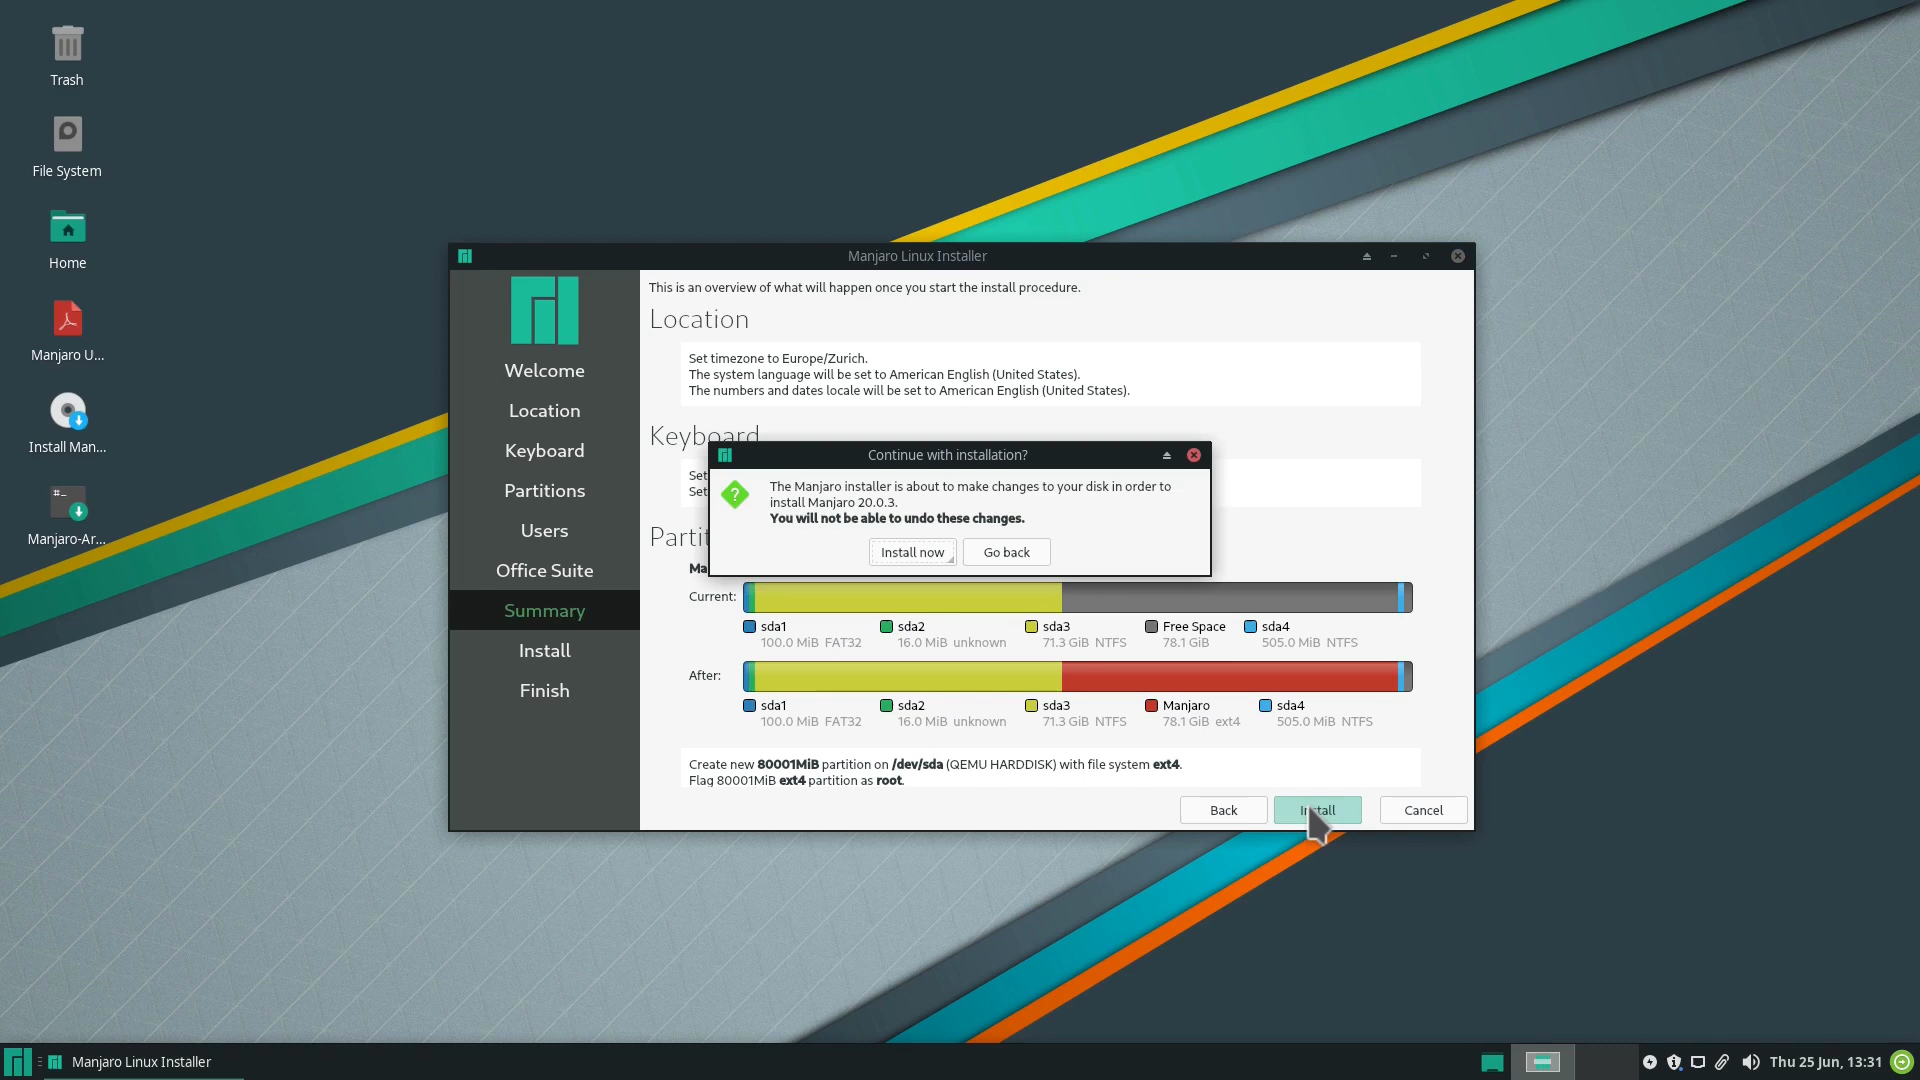 Trash
File System
Home
Manjaro U...
Install Man...
#-_
Manjaro-Ar...
Manjaro Linux Installer
Welcome
Location
Keyboard
Partitions
Users
Office Suite
Summary
Install
Finish
This is an overview of what will happen once you start the install procedure.
Location
Set timezone to Europe/Zurich.
The system language will be set to American English (United States).
The numbers and dates locale will be set to American English (United States).
Keyboard
Set
Set
Continue with installation?
?
The Manjaro installer is about to make changes to your disk in order to
install Manjaro 20.0.3.
You will not be able to undo these changes.
Install now
Go back
Current:
sda1
100.0 MiB FAT32
sda2
16.0 MiB unknown
sda3
71.3 GiB NTFS
Free Space
78.1 GiB
sda4
505.0 MiB NTFS
After:
sda1
100.0 MiB FAT32
sda2
16.0 MiB unknown
sda3
71.3 GiB NTFS
Manjaro
78.1 GiB ext4
sda4
505.0 MiB NTFS
Create new 80001MiB partition on /dev/sda (QEMU HARDDISK) with file system ext4.
Flag 80001MiB ext4 partition as root.
Back
Install
Cancel
Manjaro Linux Installer
Thu 25 Jun, 13:31